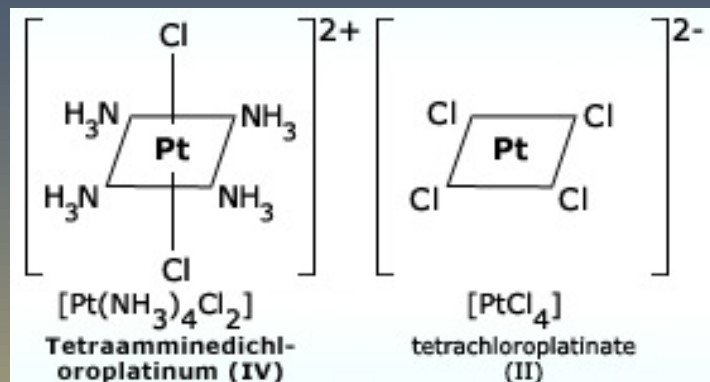 Cl
2+
H₃N
NH₃
Pt
H₃N
NH₃
Cl
[Pt(NH₃)₄Cl₂]
Tetraamminedichl-
oroplatinum (IV)
2-
Cl
Cl
Pt
Cl
Cl
[PtCl₄]
tetrachloroplatinate
(II)